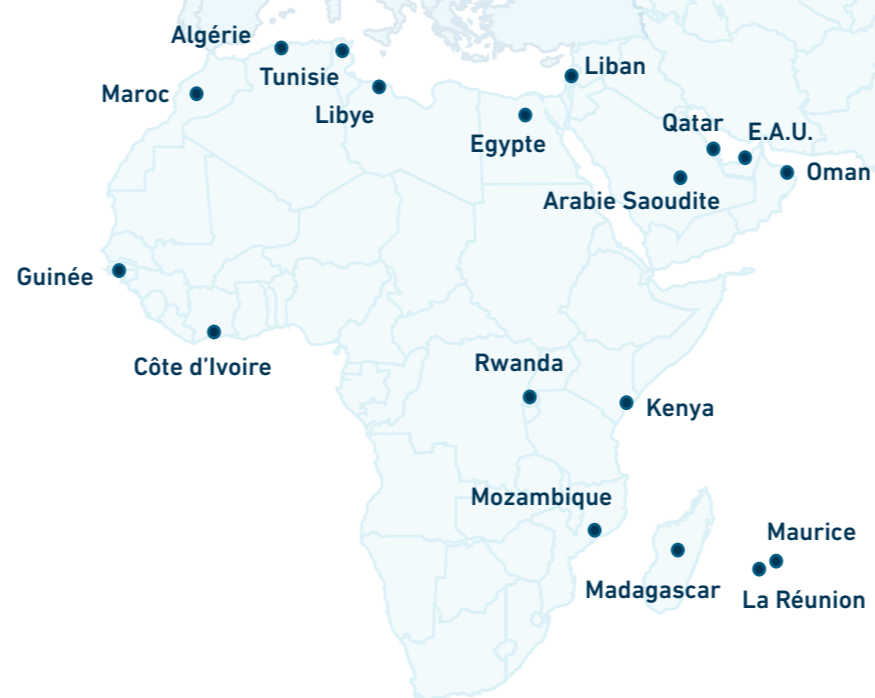 Algérie
Liban
Tunisie
Maroc
Libye
Qatar
E.A.U.
Egypte
Oman
Arabie Saoudite
Guinée
Côte d’Ivoire
Rwanda
Kenya
Mozambique
Maurice
Madagascar
La Réunion